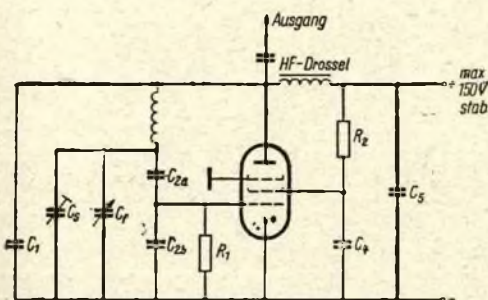 Ausgang
HF-Drossel
max
150V
stab
R₂
C₂ₐ
C₅
Cₛ
Cᵣ
C₁
C₂b
R₁
C₄